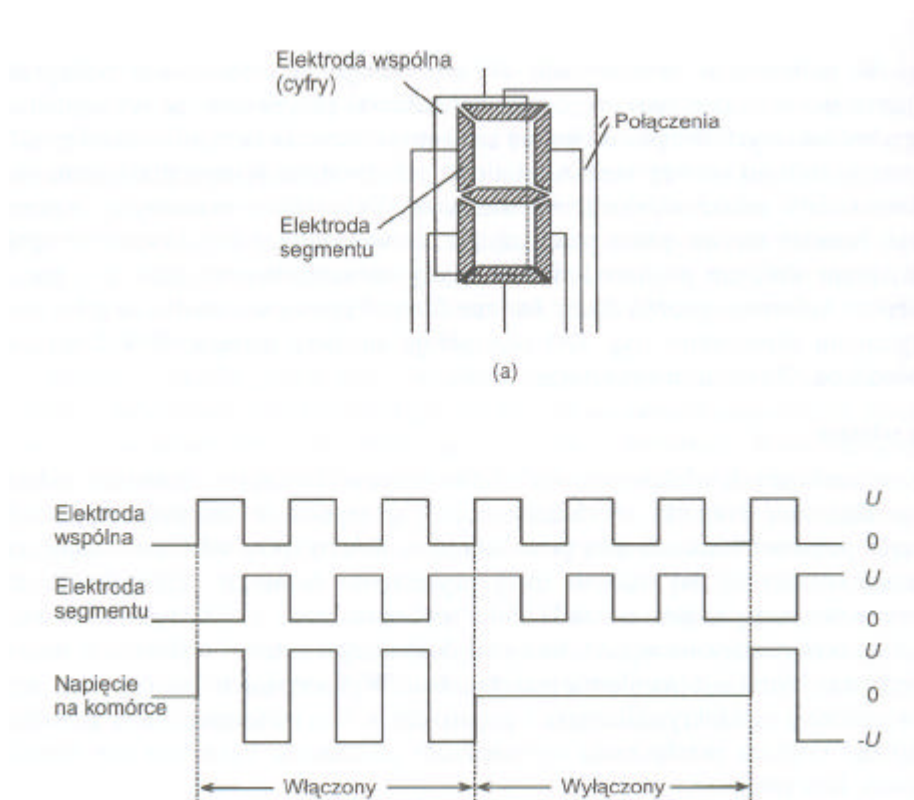 Elektroda wspólna
(cyfry)
Połączenia
Elektroda
segmentu
(a)
Elektroda
wspólna
U
0
Elektroda
segmentu
U
0
Napięcie
na komórce
U
0
-U
Włączony
Wyłączony